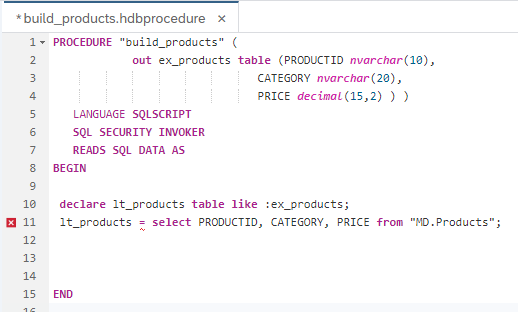 *build_products.hdbprocedure ×
1 PROCEDURE "build_products" (
2 out ex_products table (PRODUCTID nvarchar(10),
3 CATEGORY nvarchar(20),
4 PRICE decimal(15,2) ) )
5 LANGUAGE SQLSCRIPT
6 SQL SECURITY INVOKER
7 READS SQL DATA AS
8 BEGIN
9
10 declare lt_products table like :ex_products;
11 lt_products = select PRODUCTID, CATEGORY, PRICE from "MD.Products";
12
13
14
15 END
16